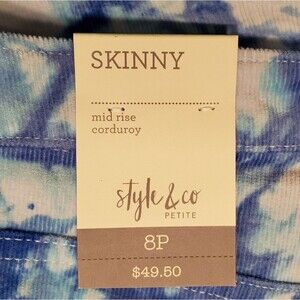 SKINNY
mid rise
corduroy
style & co
PETITE
8P
$49.50